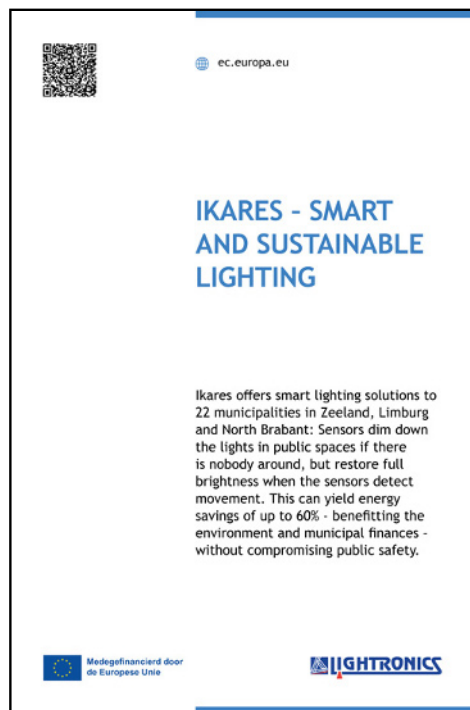 ec.europa.eu
IKARES - SMART
AND SUSTAINABLE
LIGHTING
Ikares offers smart lighting solutions to
22 municipalities in Zeeland, Limburg
and North Brabant: Sensors dim down
the lights in public spaces if there
is nobody around, but restore full
brightness when the sensors detect
movement. This can yield energy
savings of up to 60% - benefitting the
environment and municipal finances -
without compromising public safety.
Medegefinancierd door
de Europese Unie
LIGHTRONICS